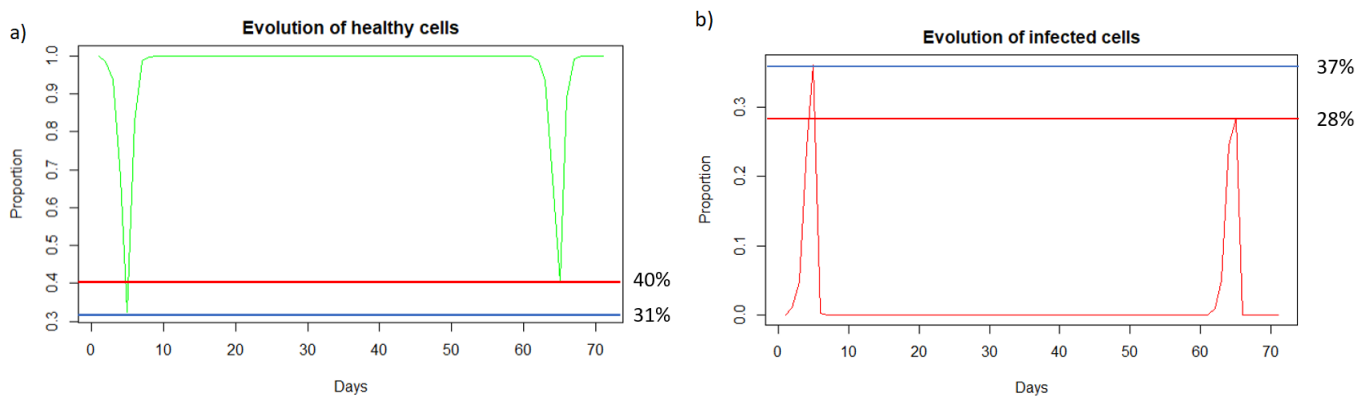 a)
Evolution of healthy cells
Proportion
1.0
0.9
0.8
0.7
0.6
0.5
0.4
0.3
40%
31%
0 10 20 30 40 50 60 70
Days
b)
Evolution of infected cells
Proportion
0.3
0.2
0.1
0.0
37%
28%
0 10 20 30 40 50 60 70
Days